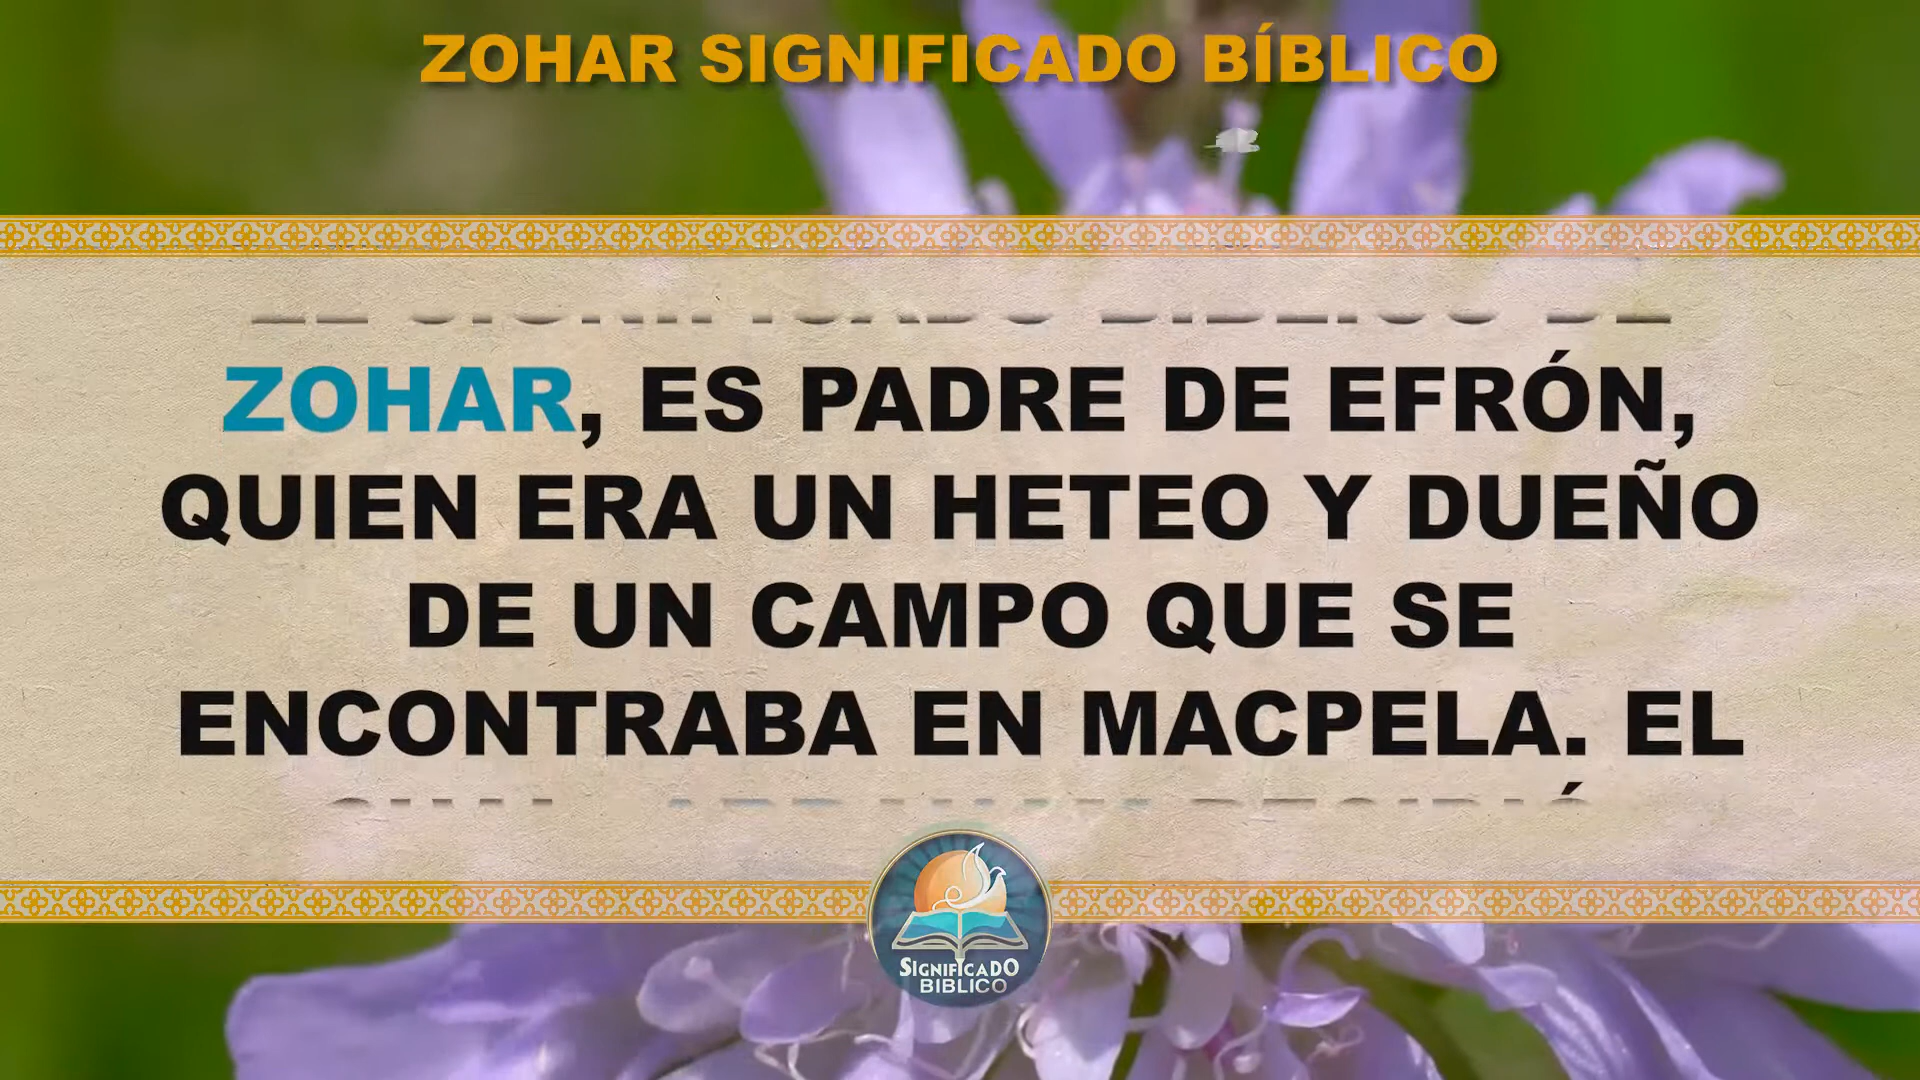 ZOHAR SIGNIFICADO BÍBLICO
ZOHAR, ES PADRE DE EFRÓN,
QUIEN ERA UN HETEO Y DUEÑO
DE UN CAMPO QUE SE
ENCONTRABA EN MACPELA. EL
SIGNIFICADO
BIBLICO